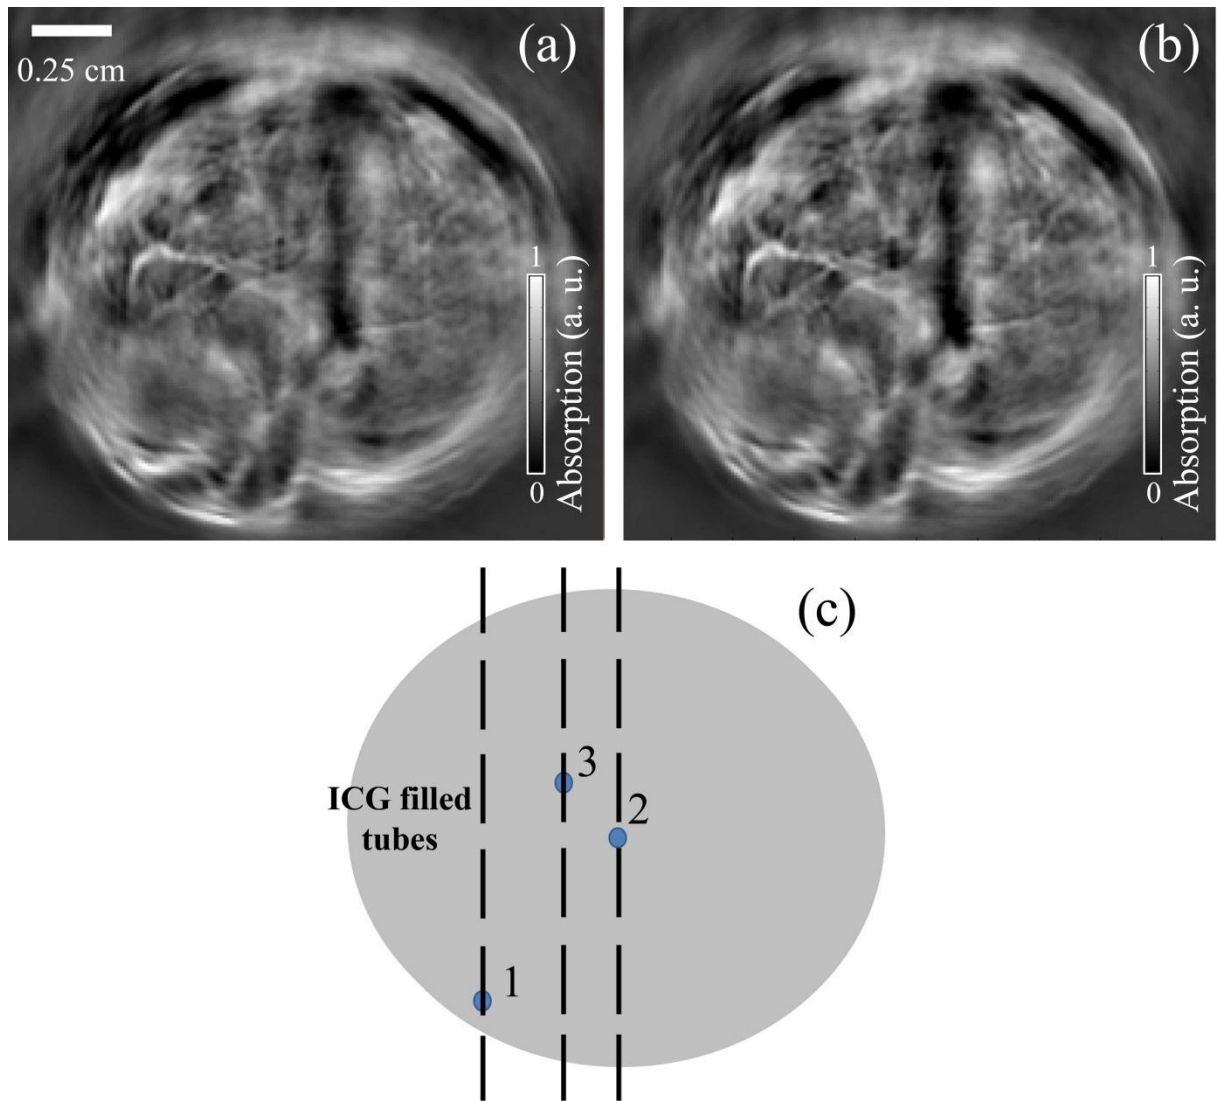 (a)
0.25 cm
1
Absorption (a. u.)
0
(b)
1
Absorption (a. u.)
0
(c)
3
ICG filled
tubes
2
1